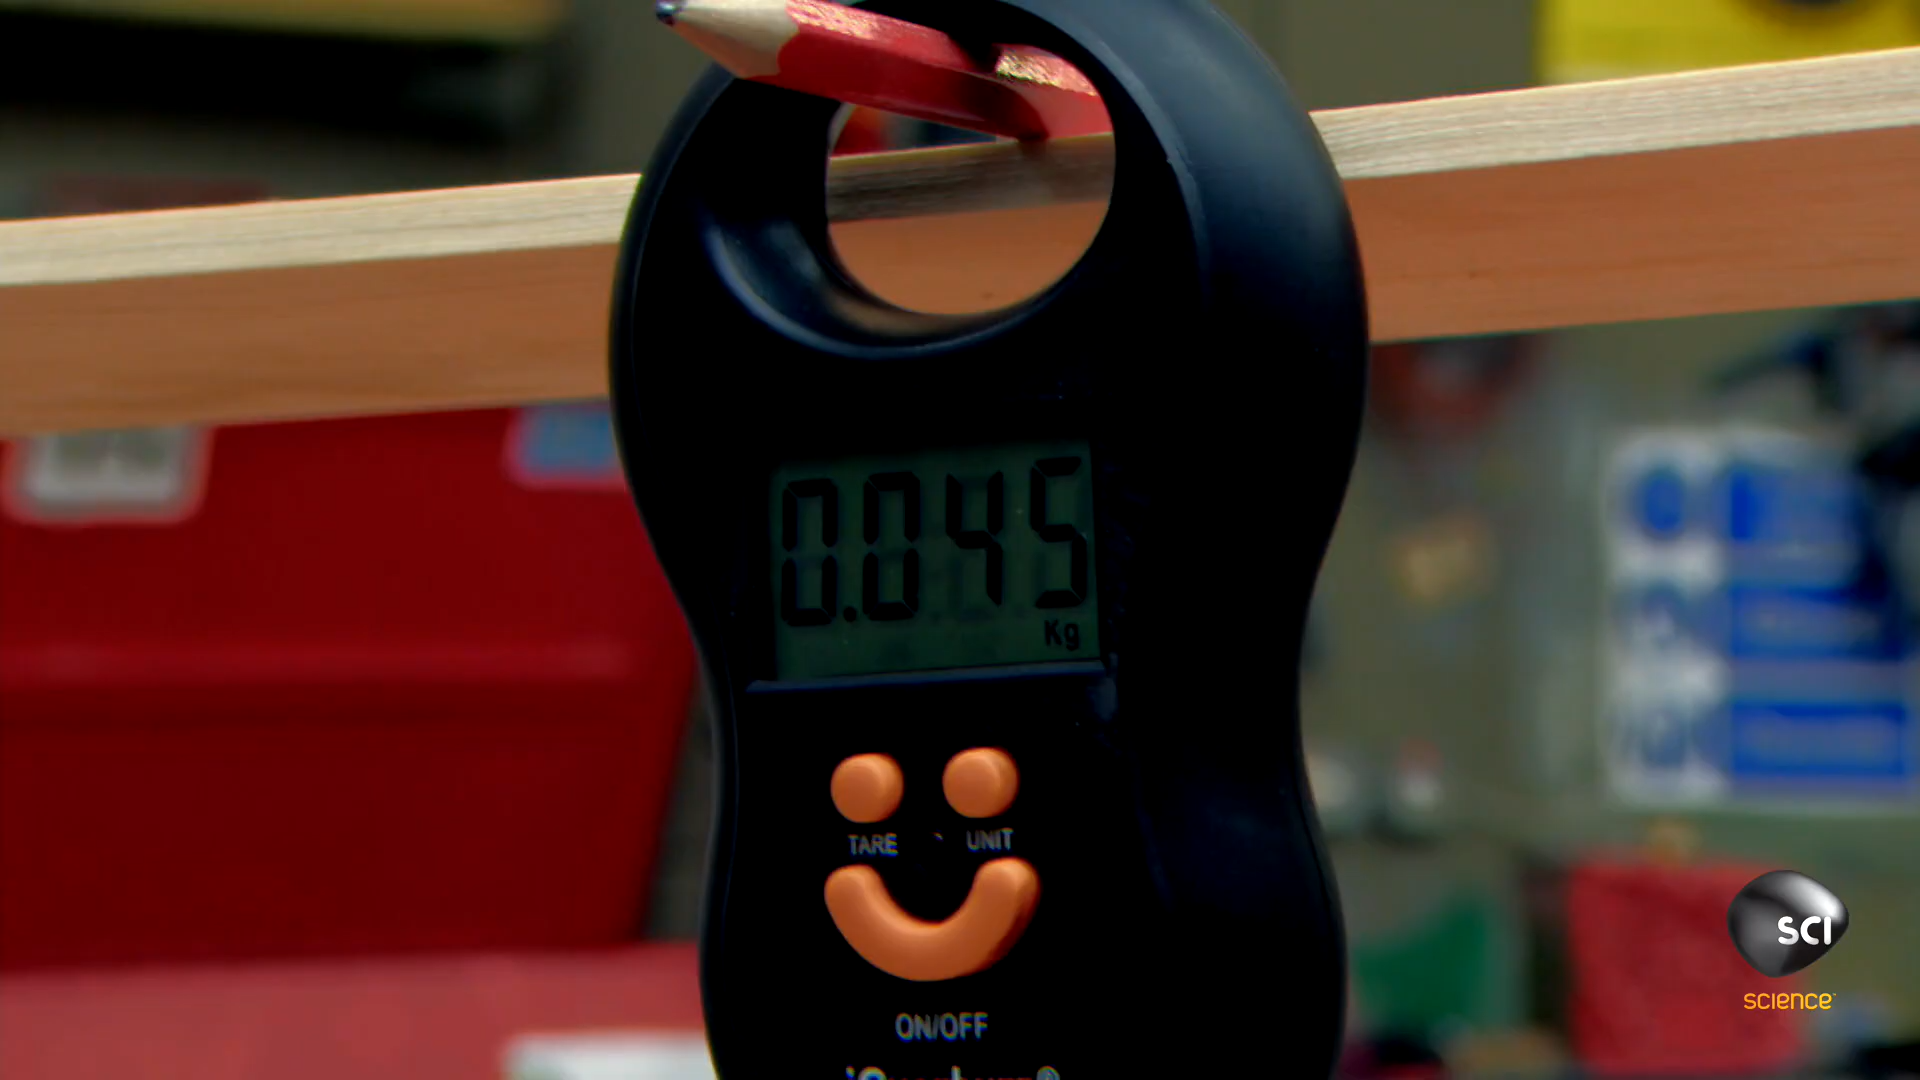 0.045
Kg
TARE UNIT
ON/OFF
SCI
SCIENCE